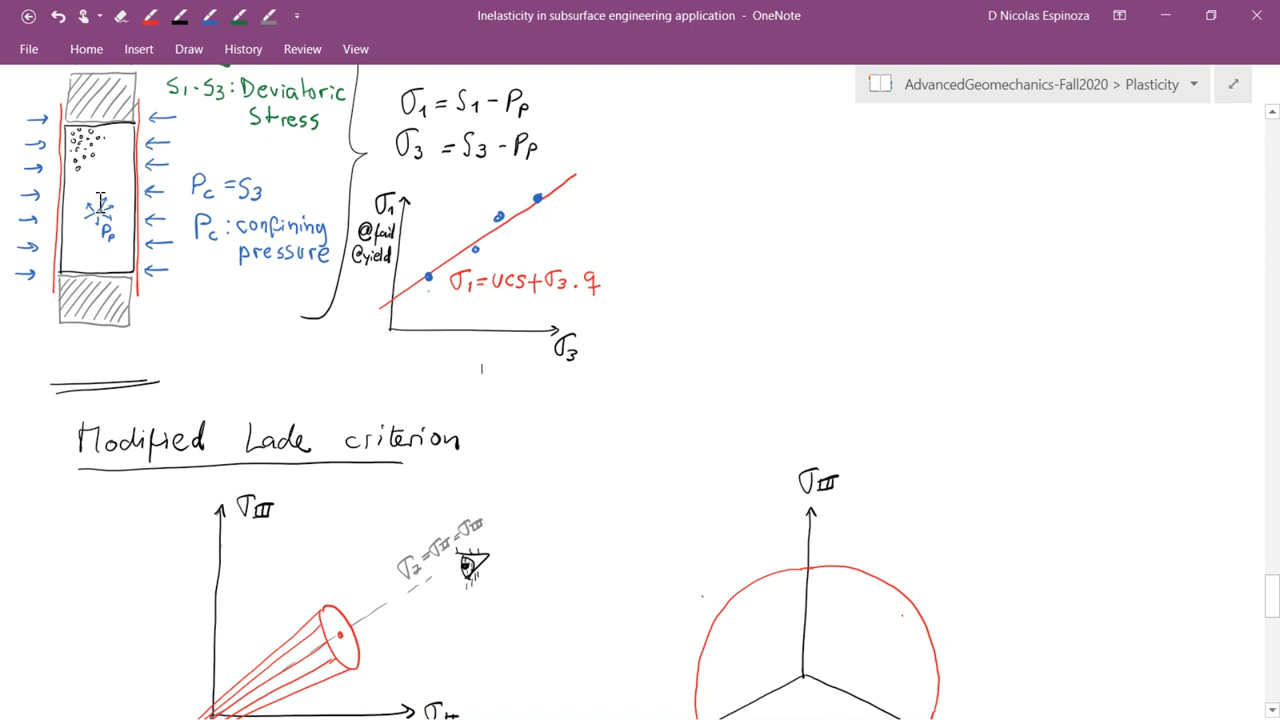 Inelasticity in subsurface engineering application - OneNote
D Nicolas Espinoza
File Home Insert Draw History Review View
AdvancedGeomechanics-Fall2020 > Plasticity
S1-S3: Deviatoric
Stress
σ1 = S1 - Pp
σ3 = S3 - Pp
Pc = S3
Pc: confining
pressure
Pp
σ1
@fail
@yield
σ1 = UCS + σ3 · q
σ3
Modified Lade criterion
σIII
σII
σIII